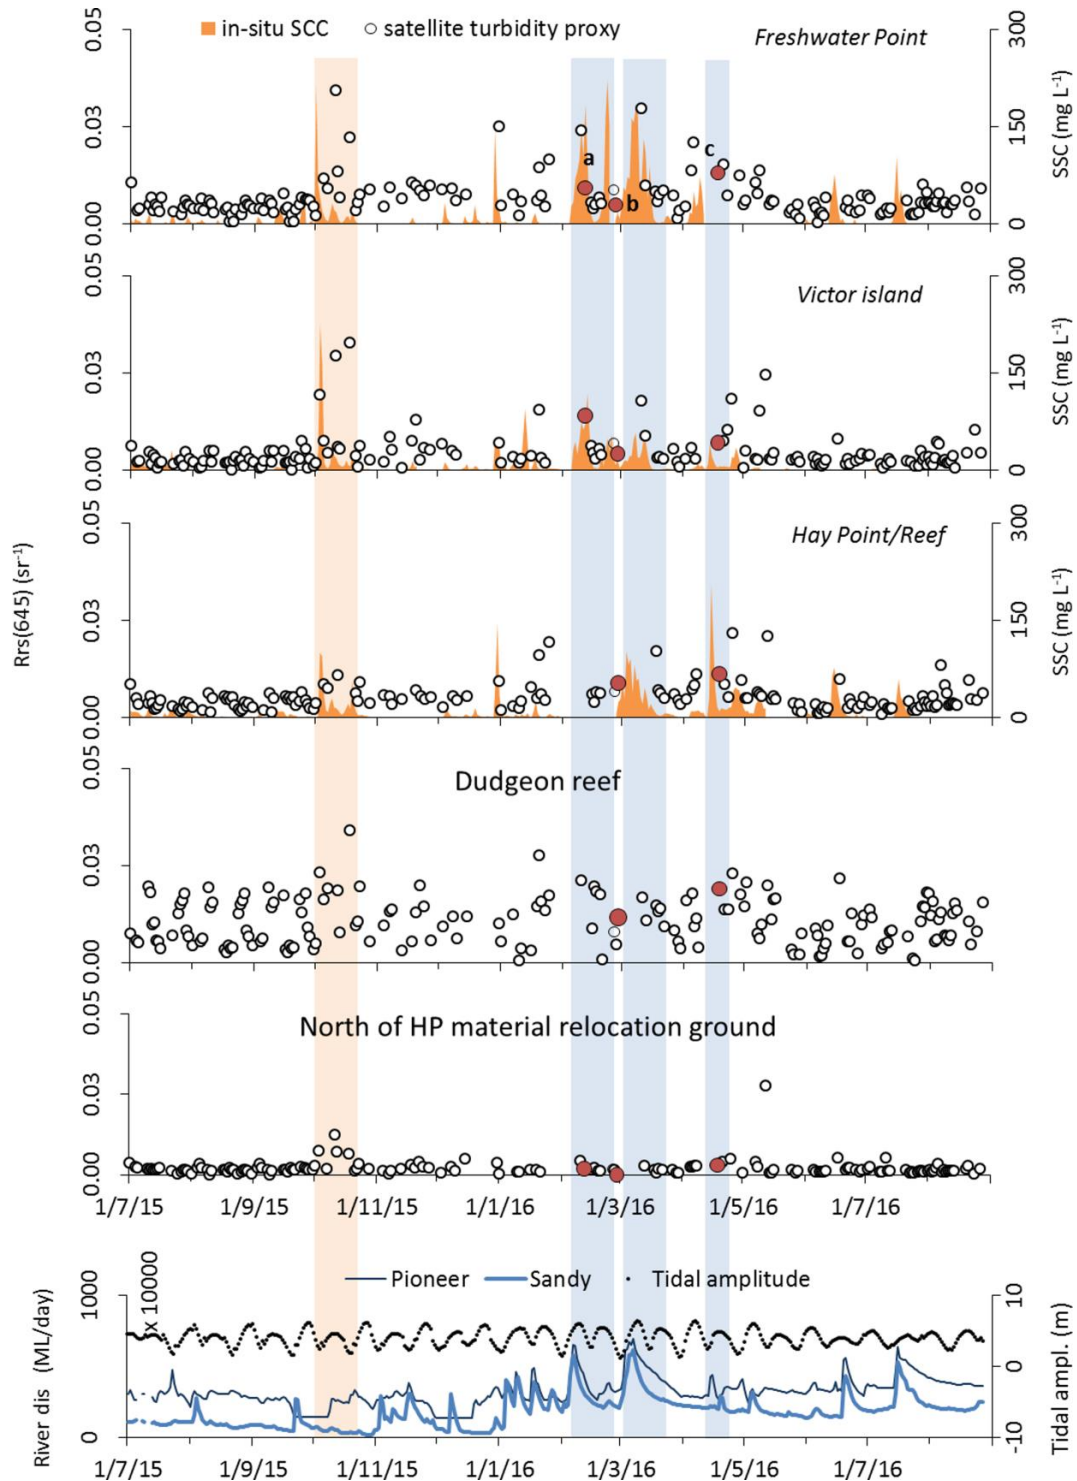 in-situ SCC
satellite turbidity proxy
Freshwater Point
0.05
0.03
0.00
300
150
0
SSC (mg L⁻¹)
a
b
c
Victor island
0.05
0.03
0.00
300
150
0
SSC (mg L⁻¹)
Hay Point/Reef
0.05
0.03
0.00
300
150
0
SSC (mg L⁻¹)
Rrs(645) (sr⁻¹)
Dudgeon reef
0.05
0.03
0.00
North of HP material relocation ground
0.05
0.03
0.00
1/7/15 1/9/15 1/11/15 1/1/16 1/3/16 1/5/16 1/7/16
Pioneer Sandy Tidal amplitude
x 10000
1000
0
River dis (ML/day)
10
0
-10
Tidal ampl. (m)
1/7/15 1/9/15 1/11/15 1/1/16 1/3/16 1/5/16 1/7/16